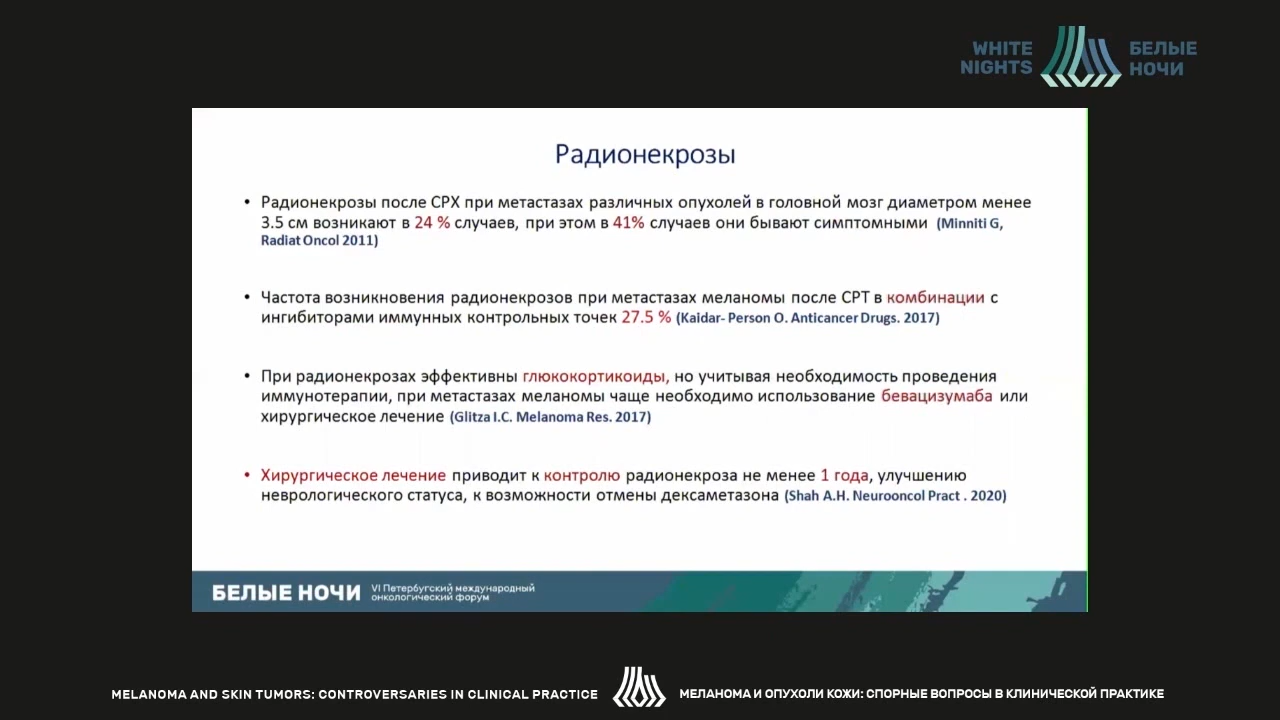 WHITE NIGHTS
БЕЛЫЕ НОЧИ
Радионекрозы
• Радионекрозы после СРХ при метастазах различных опухолей в головной мозг диаметром менее
3.5 см возникают в 24 % случаев, при этом в 41% случаев они бывают симптомными (Minniti G,
Radiat Oncol 2011)
• Частота возникновения радионекрозов при метастазах меланомы после СРТ в комбинации с
ингибиторами иммунных контрольных точек 27.5 % (Kaidar- Person O. Anticancer Drugs. 2017)
• При радионекрозах эффективны глюкокортикоиды, но учитывая необходимость проведения
иммунотерапии, при метастазах меланомы чаще необходимо использование бевацизумаба или
хирургическое лечение (Glitza I.C. Melanoma Res. 2017)
• Хирургическое лечение приводит к контролю радионекроза не менее 1 года, улучшению
неврологического статуса, к возможности отмены дексаметазона (Shah A.H. Neurooncol Pract . 2020)
БЕЛЫЕ НОЧИ
VI Петербургский международный
онкологический форум
MELANOMA AND SKIN TUMORS: CONTROVERSARIES IN CLINICAL PRACTICE
МЕЛАНОМА И ОПУХОЛИ КОЖИ: СПОРНЫЕ ВОПРОСЫ В КЛИНИЧЕСКОЙ ПРАКТИКЕ